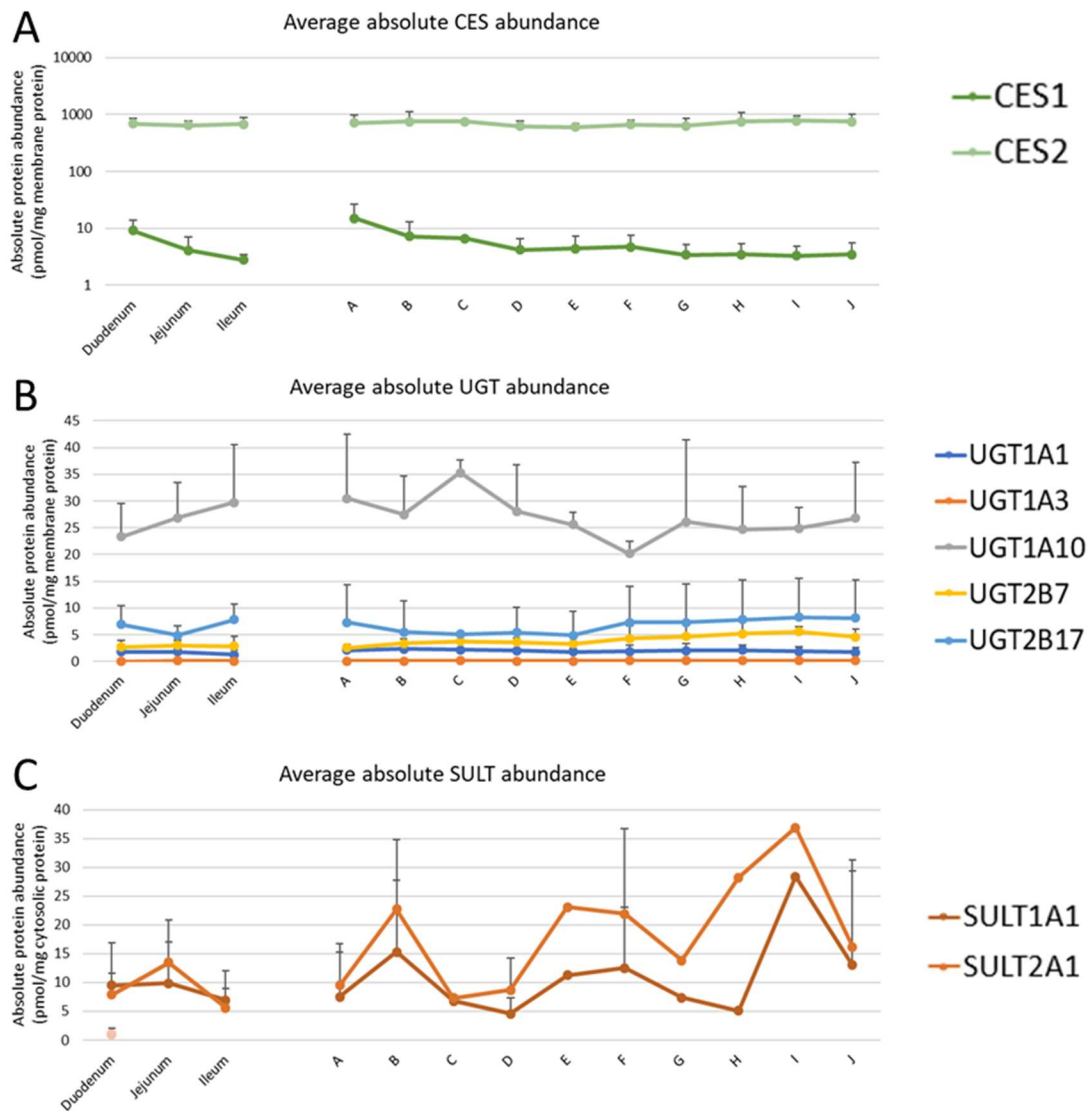 A
Average absolute CES abundance
Absolute protein abundance
(pmol/mg membrane protein)
10000
1000
100
10
1
Duodenum
Jejunum
Ileum
A
B
C
D
E
F
G
H
I
J
CES1
CES2
B
Average absolute UGT abundance
Absolute protein abundance
(pmol/mg membrane protein)
45
40
35
30
25
20
15
10
5
0
Duodenum
Jejunum
Ileum
A
B
C
D
E
F
G
H
I
J
UGT1A1
UGT1A3
UGT1A10
UGT2B7
UGT2B17
C
Average absolute SULT abundance
Absolute protein abundance
(pmol/mg cytosolic protein)
40
35
30
25
20
15
10
5
0
Duodenum
Jejunum
Ileum
A
B
C
D
E
F
G
H
I
J
SULT1A1
SULT2A1